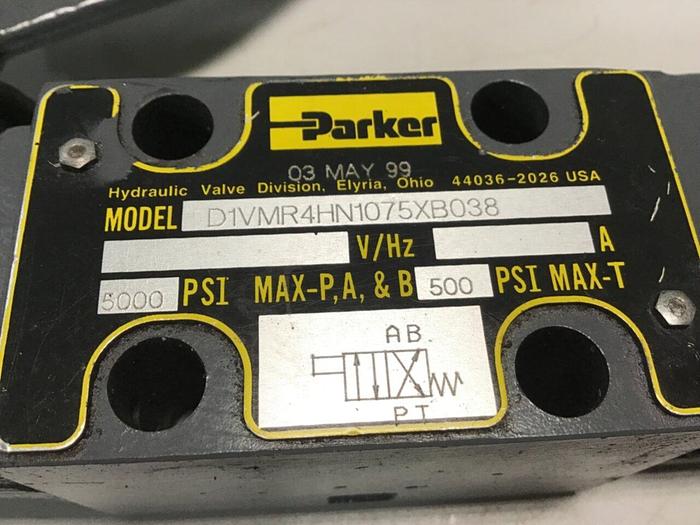 Parker
03 MAY 99
Hydraulic Valve Division, Elyria, Ohio 44036-2026 USA
MODEL D1VMR4HN1075XB038
V/Hz A
5000 PSI MAX-P,A, & B 500 PSI MAX-T
AB
PT